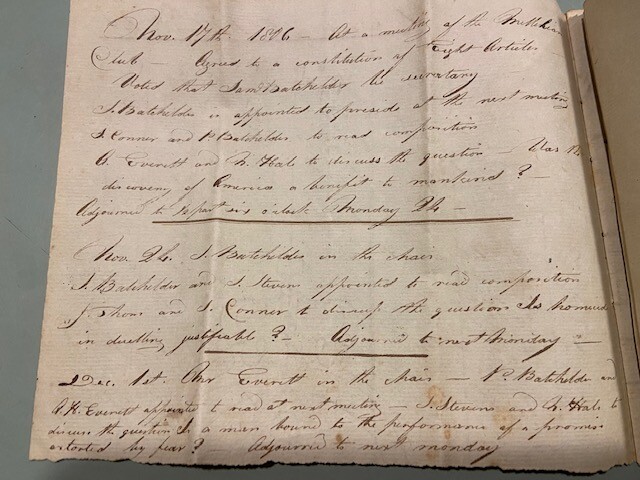 Nov. 17th 1806 — At a meeting of the
Club — Agreed to a constitution of Eight Articles
Voted that Saml Batchelder be secretary
S. Batchelder is appointed to preside at the next meeting
S. Conner and P Batchelder to read composition
O. Everett and N. Hale to discuss the question — Was the
discovery of America a benefit to mankind? —
Adjourned to ½ past six o'clock Monday 24 —
Nov. 24. S. Batchelder in the chair
S. Batchelder and S. Stevens appointed to read composition
and S. Conner to discuss the question Is homicide
in duelling justifiable? — Adjourned to next monday —
Dec. 1st. Mr Everett in the chair — P. Batchelder and
A H. Everett appointed to read at next meeting — S. Stevens and N. Hale to
discuss the question Is a man bound to the performance of a promise
extorted by fear? — Adjourned to next monday